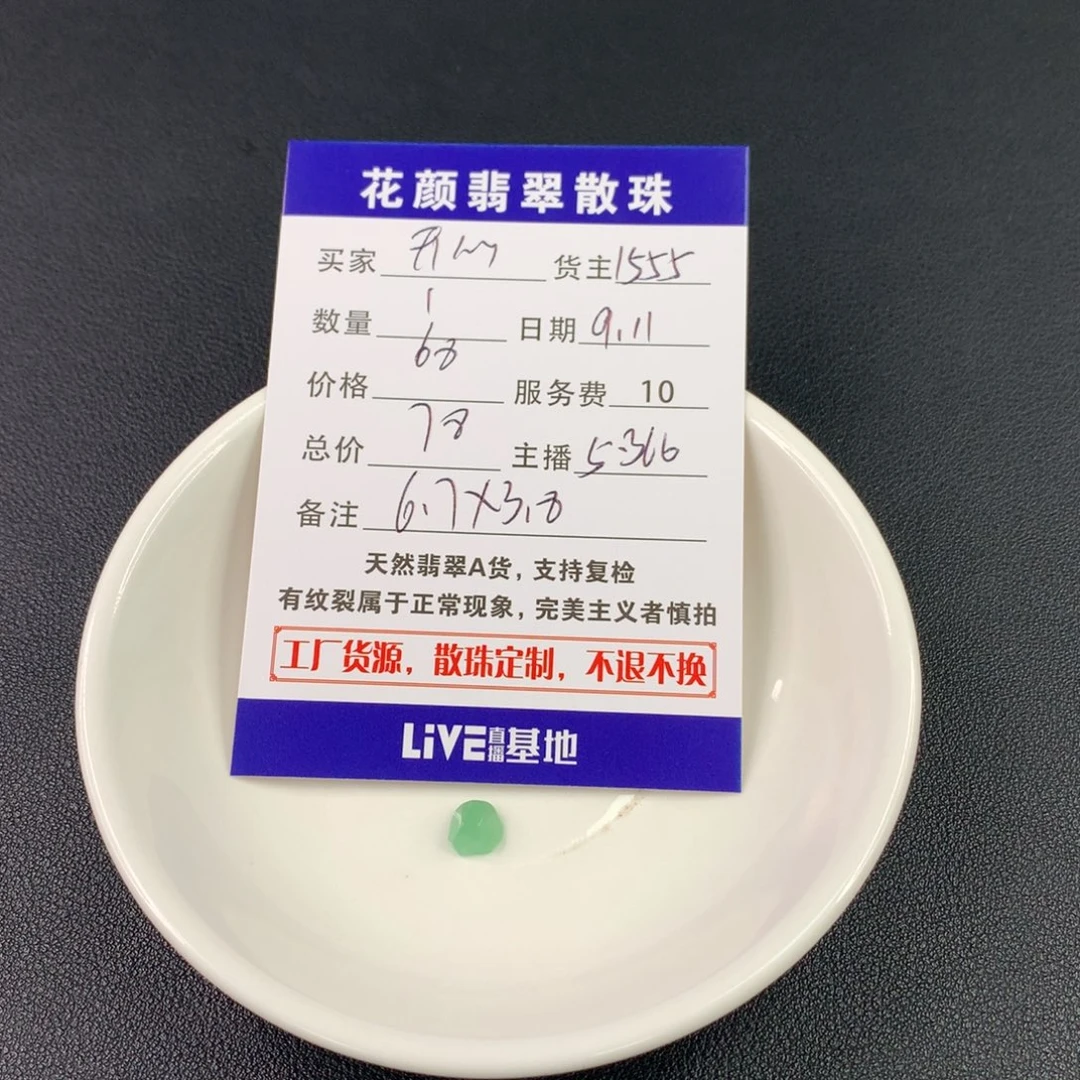 花颜翡翠散珠
买家 开心 货主 1555
数量 1 日期 9.11
价格 68 服务费 10
总价 78 主播 5366
备注 6.7X3.8
天然翡翠A货，支持复检
有纹裂属于正常现象，完美主义者慎拍
工厂货源，散珠定制，不退不换
LiVE直播基地